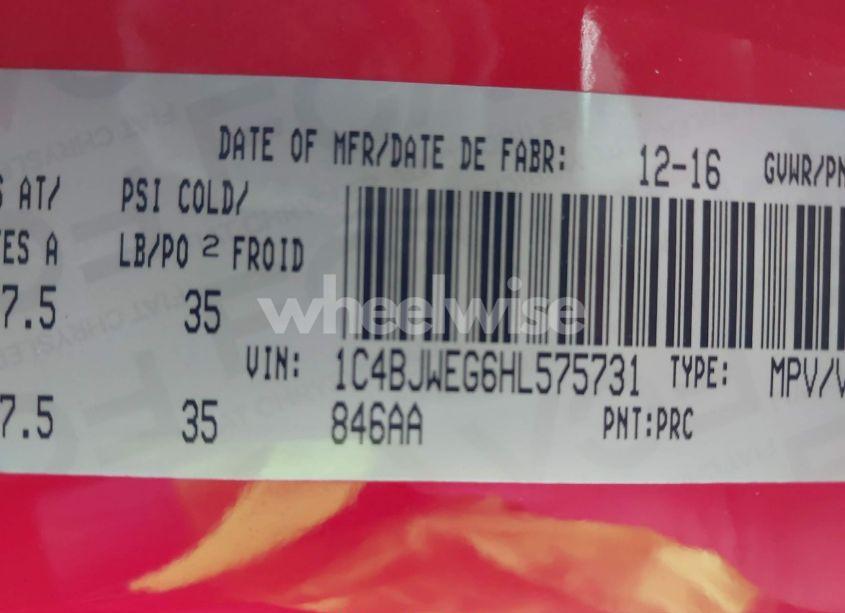 DATE OF MFR/DATE DE FABR: 12-16 GVWR/PN
S AT/ PSI COLD/
ES A LB/PO 2 FROID
7.5 35
wheelwise
VIN: 1C4BJWEG6HL575731 TYPE: MPV/V
7.5 35 846AA PNT:PRC